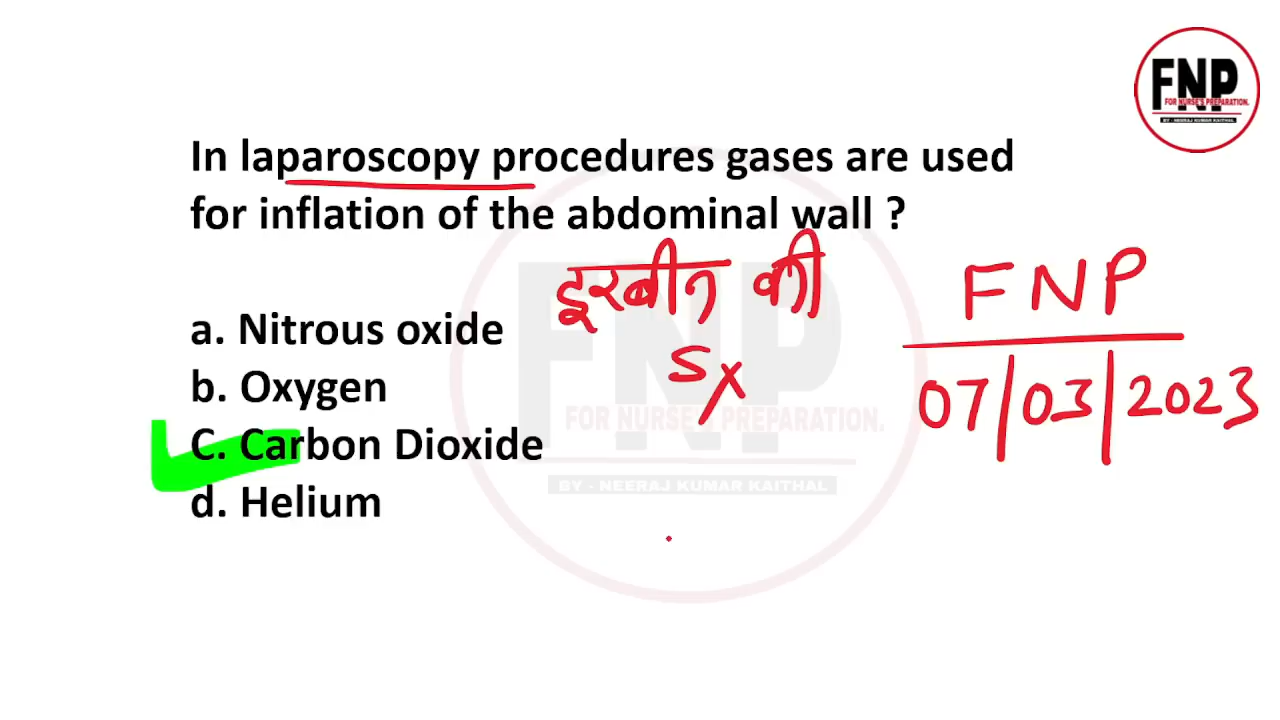 FNP
FOR NURSE'S PREPARATION.
BY - NEERAJ KUMAR KAITHAL
In laparoscopy procedures gases are used
for inflation of the abdominal wall ?
इरबीन की
Sx
FNP
07/03/2023
a. Nitrous oxide
b. Oxygen
C. Carbon Dioxide
d. Helium
FNP
FOR NURSE'S PREPARATION.
BY - NEERAJ KUMAR KAITHAL